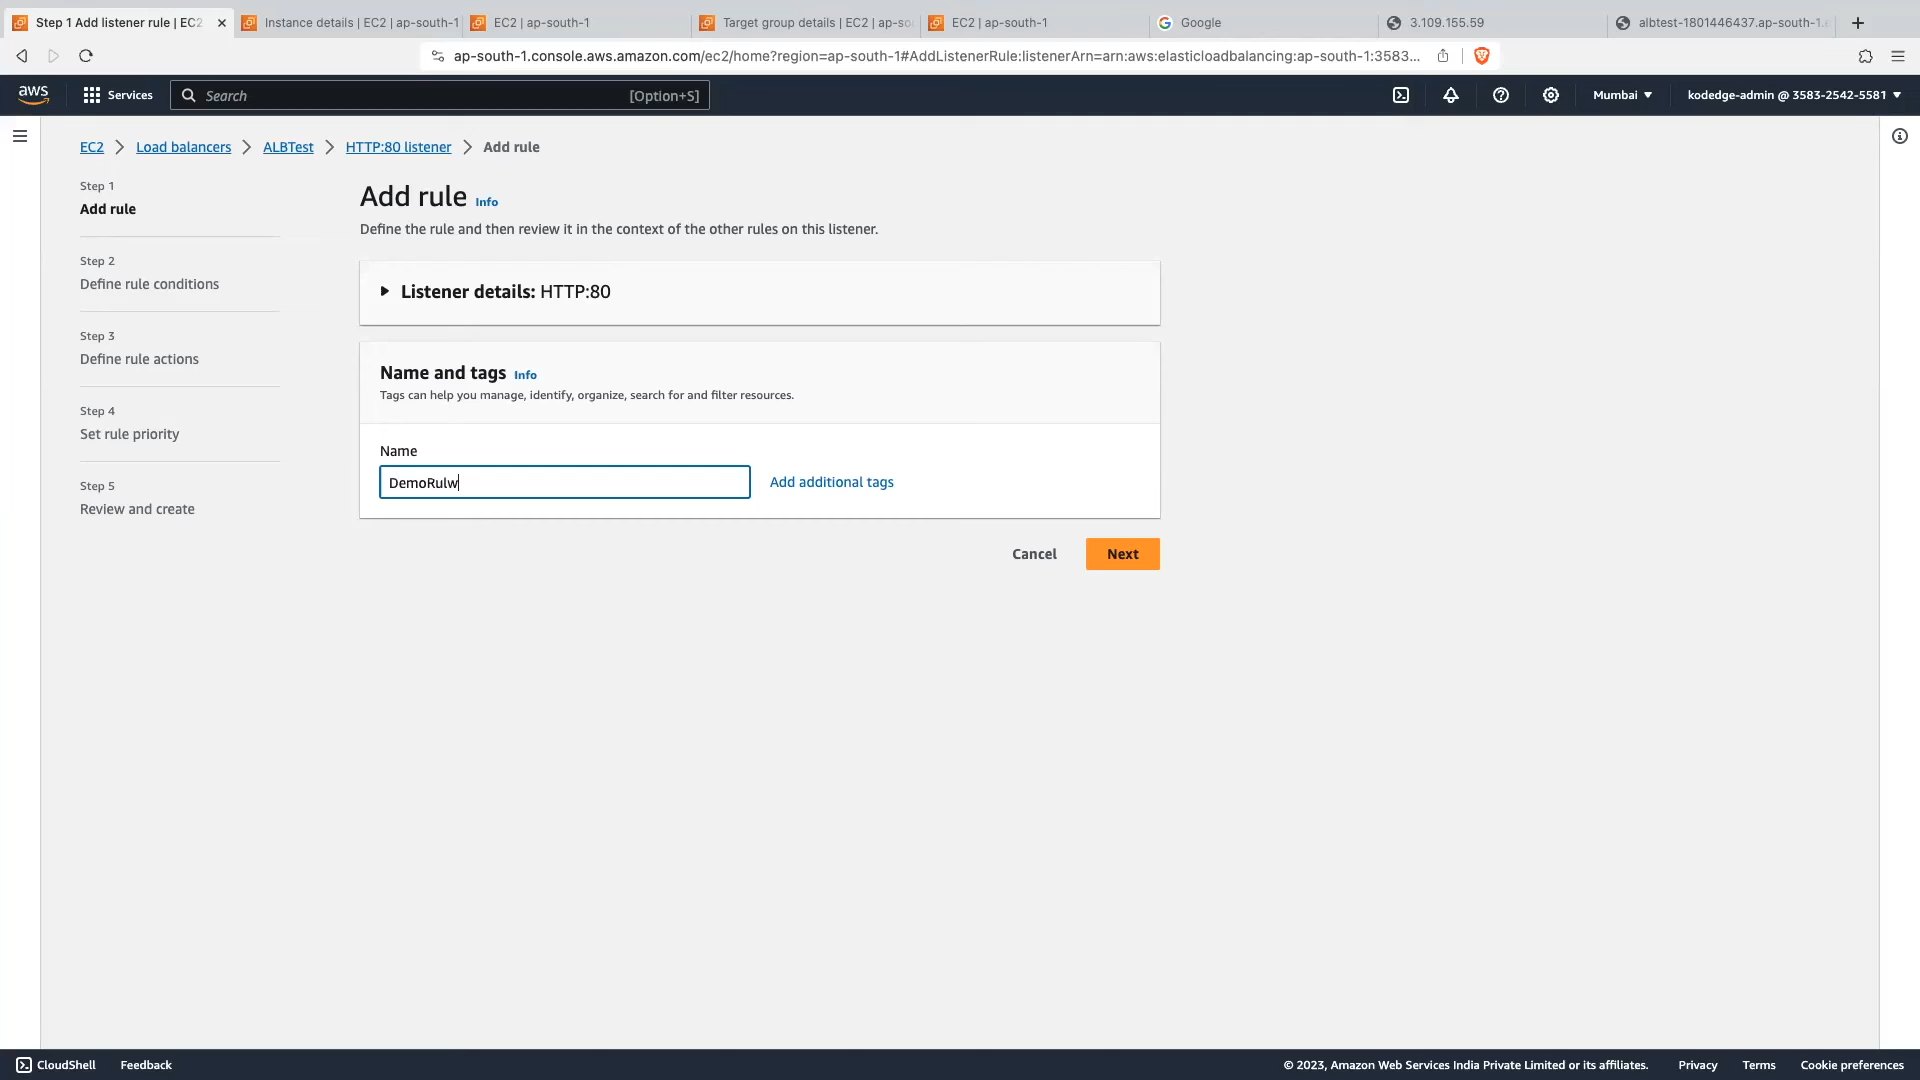 Step 1 Add listener rule | EC2
Instance details | EC2 | ap-south-1
EC2 | ap-south-1
Target group details | EC2 | ap-so
EC2 | ap-south-1
Google
3.109.155.59
albtest-1801446437.ap-south-1.e
ap-south-1.console.aws.amazon.com/ec2/home?region=ap-south-1#AddListenerRule:listenerArn=arn:aws:elasticloadbalancing:ap-south-1:3583...
aws
Services
Search
[Option+S]
Mumbai
kodedge-admin @ 3583-2542-5581
EC2
Load balancers
ALBTest
HTTP:80 listener
Add rule
Step 1
Add rule
Step 2
Define rule conditions
Step 3
Define rule actions
Step 4
Set rule priority
Step 5
Review and create
Add rule Info
Define the rule and then review it in the context of the other rules on this listener.
Listener details: HTTP:80
Name and tags Info
Tags can help you manage, identify, organize, search for and filter resources.
Name
DemoRulw
Add additional tags
Cancel
Next
CloudShell
Feedback
© 2023, Amazon Web Services India Private Limited or its affiliates.
Privacy
Terms
Cookie preferences